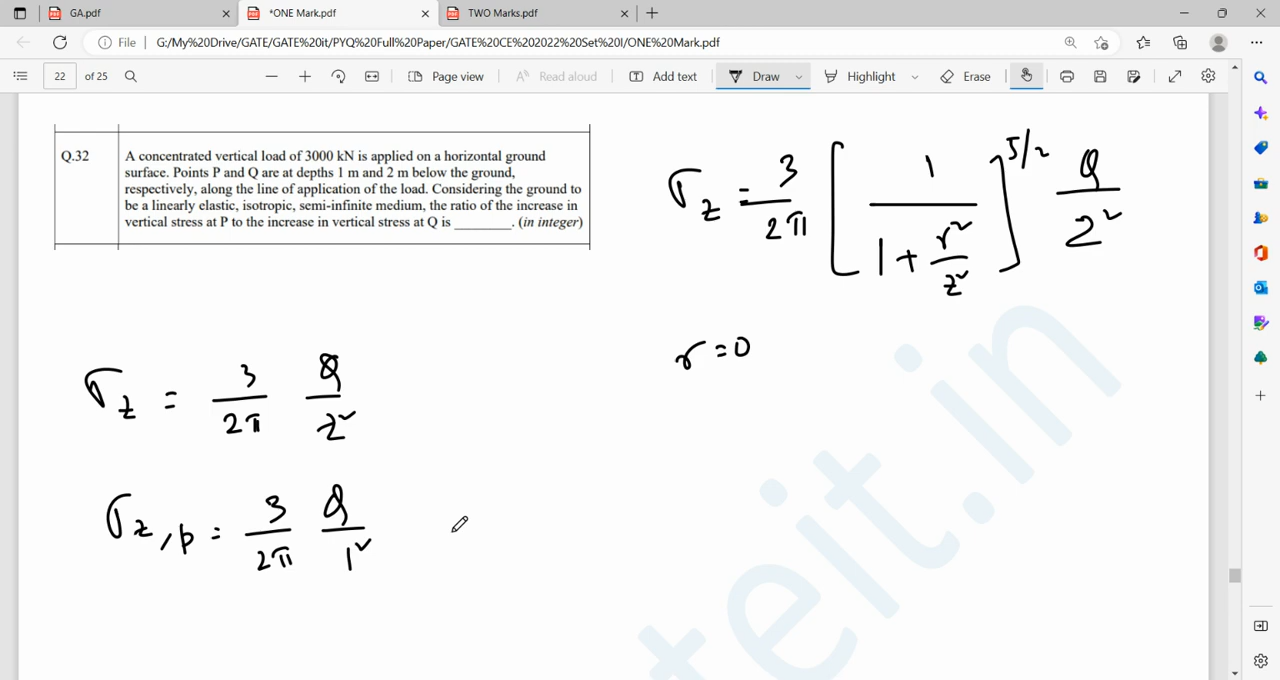 GA.pdf
*ONE Mark.pdf
TWO Marks.pdf
File
G:/My%20Drive/GATE/GATE%20it/PYQ%20Full%20Paper/GATE%20CE%202022%20Set%20I/ONE%20Mark.pdf
22 of 25
Page view
Read aloud
Add text
Draw
Highlight
Erase
Q.32
A concentrated vertical load of 3000 kN is applied on a horizontal ground
surface. Points P and Q are at depths 1 m and 2 m below the ground,
respectively, along the line of application of the load. Considering the ground to
be a linearly elastic, isotropic, semi-infinite medium, the ratio of the increase in
vertical stress at P to the increase in vertical stress at Q is ________. (in integer)
σz = 3/2π [1/(1 + r²/z²)]^5/2 Q/z²
r = 0
σz = 3/2π Q/z²
σz,p = 3/2π Q/1²
teit.in